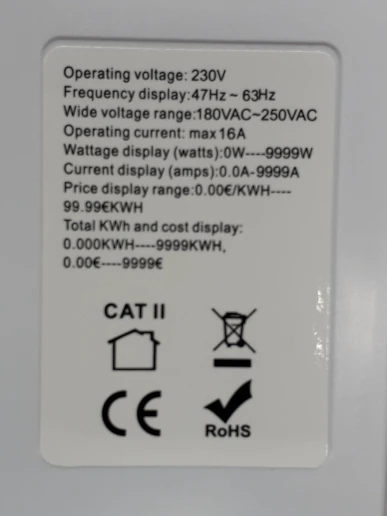 Operating voltage: 230V
Frequency display:47Hz ~ 63Hz
Wide voltage range:180VAC~250VAC
Operating current: max16A
Wattage display (watts):0W----9999W
Current display (amps):0.0A-9999A
Price display range:0.00€/KWH----
99.99€KWH
Total KWh and cost display:
0.000KWH----9999KWH,
0.00€----9999€
CAT II
CE
RoHS